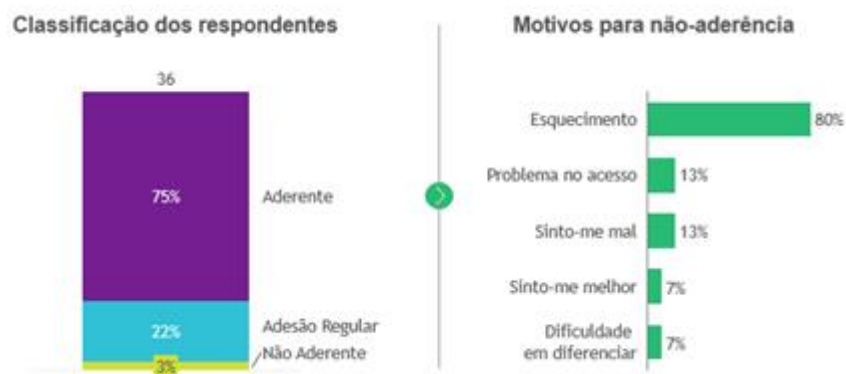 Classificação dos respondentes
36
75%
Aderente
22%
Adesão Regular
3%
Não Aderente
Motivos para não-aderência
Esquecimento
80%
Problema no acesso
13%
Sinto-me mal
13%
Sinto-me melhor
7%
Dificuldade
em diferenciar
7%